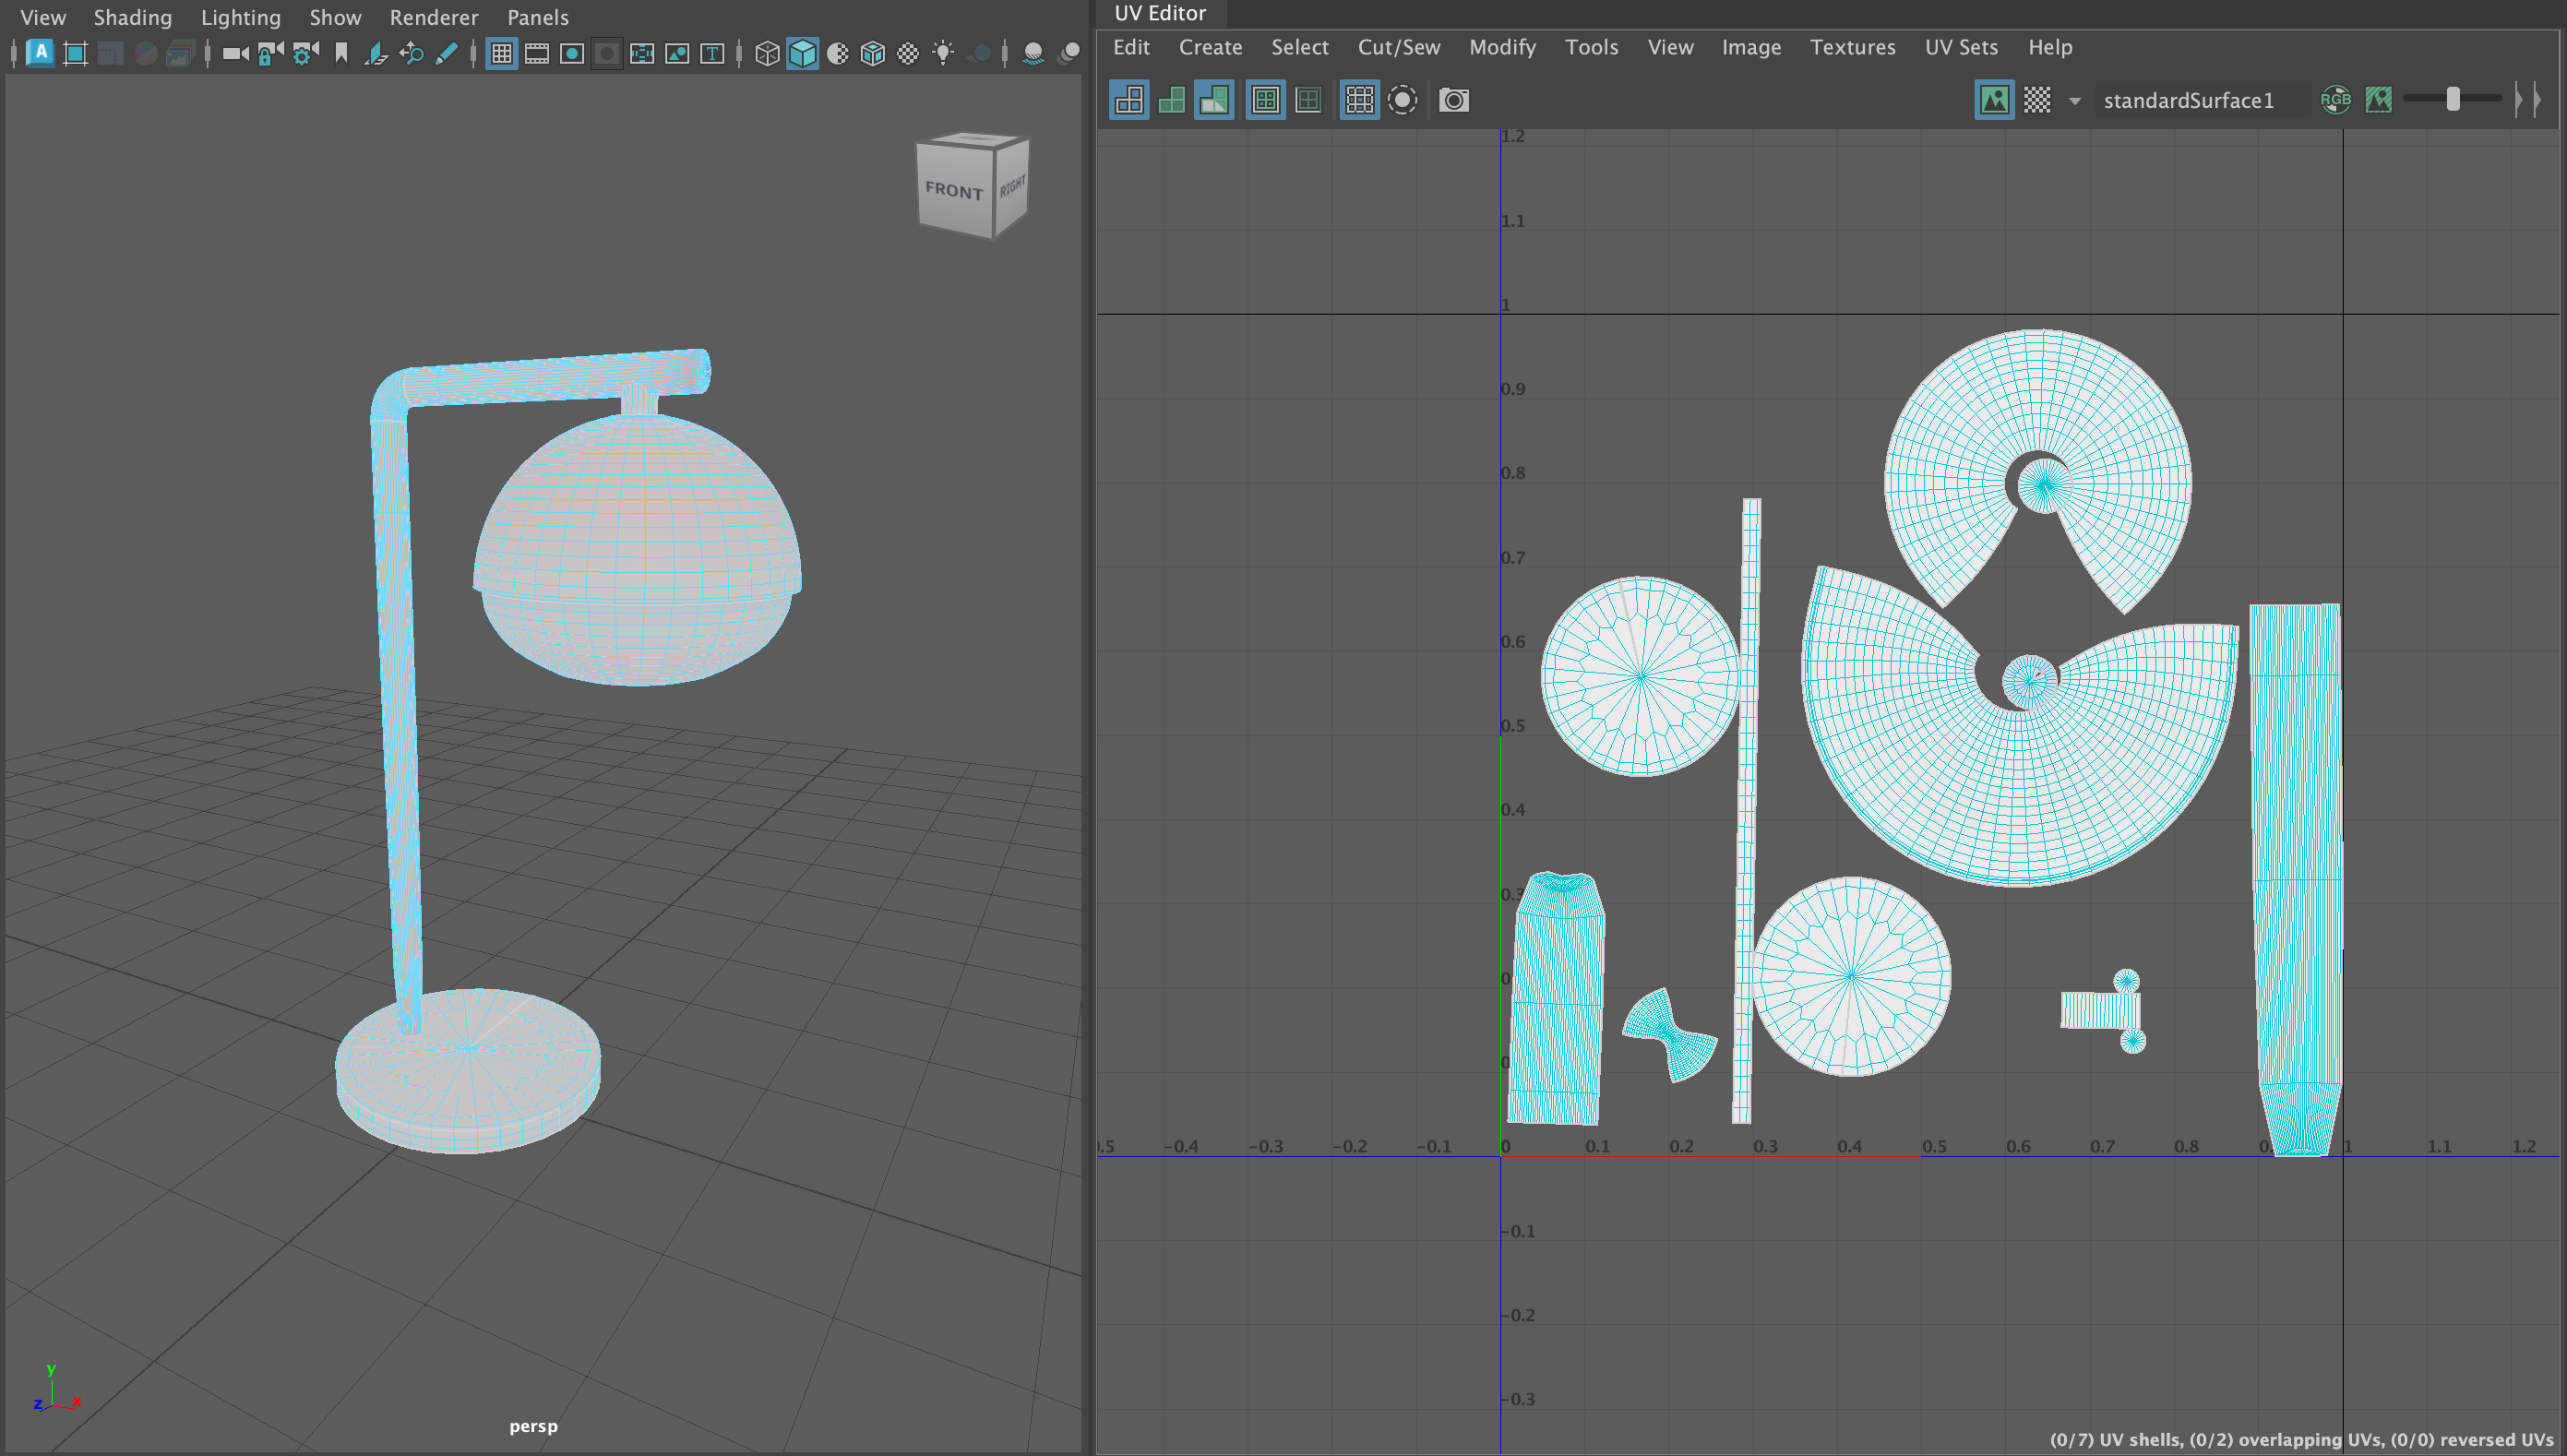 View Shading Lighting Show Renderer Panels
A
T
FRONT
RIGHT
y
z
x
persp
UV Editor
Edit Create Select Cut/Sew Modify Tools View Image Textures UV Sets Help
standardSurface1
RGB
1.2
1.1
1
0.9
0.8
0.7
0.6
0.5
0.4
0.3
0
0
.5 -0.4 -0.3 -0.2 -0.1 0 0.1 0.2 0.3 0.4 0.5 0.6 0.7 0.8 0. 1 1.1 1.2
-0.1
-0.2
-0.3
(0/7) UV shells, (0/2) overlapping UVs, (0/0) reversed UVs